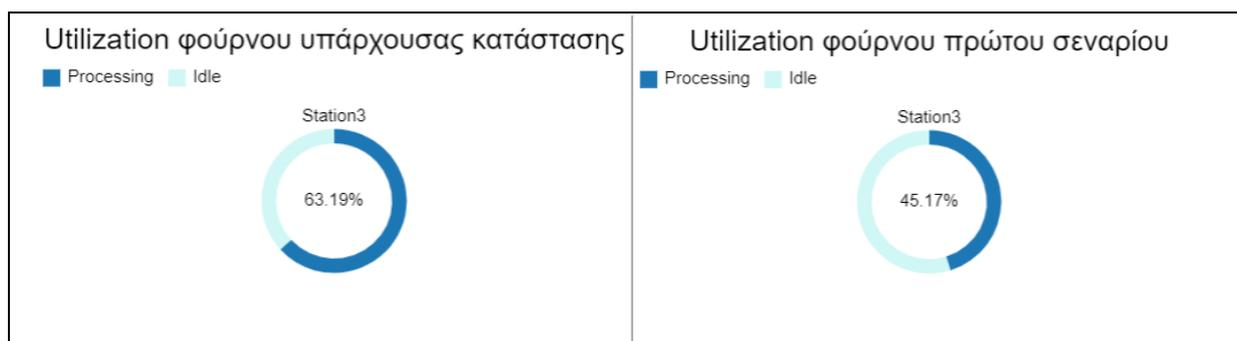 Utilization φούρνου υπάρχουσας κατάστασης
Processing Idle
Station3
63.19%
Utilization φούρνου πρώτου σεναρίου
Processing Idle
Station3
45.17%